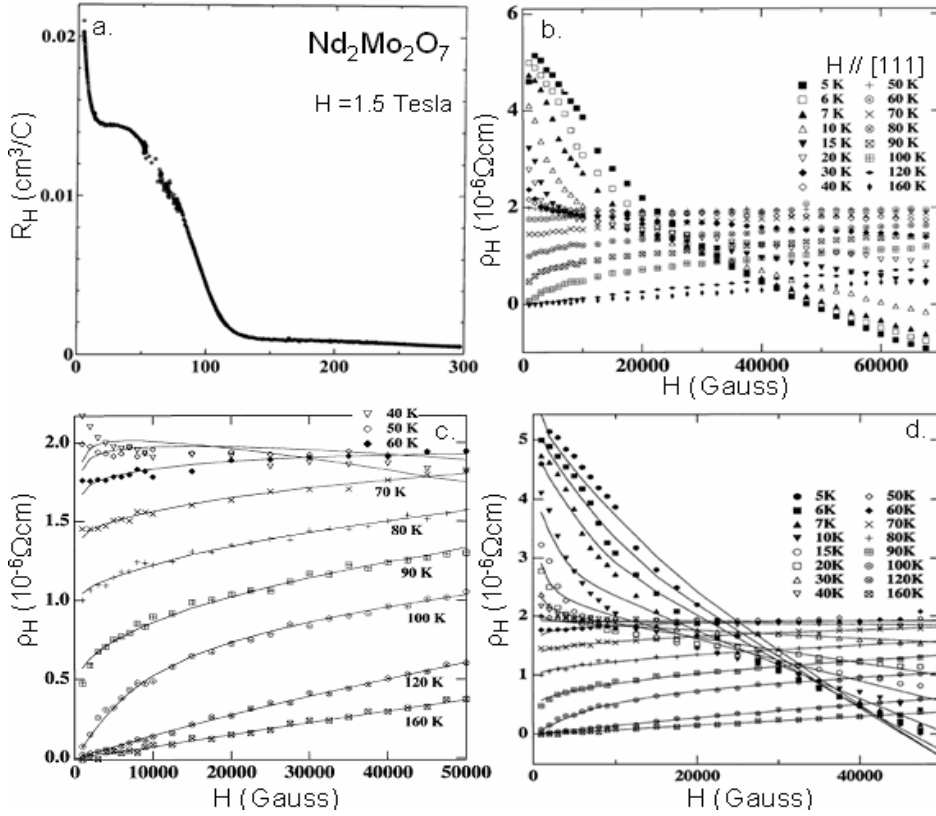 a.
Nd2Mo2O7
H =1.5 Tesla
RH (cm3/C)
0.02
0.01
0
0
100
200
300
b.
H // [111]
5 K
50 K
6 K
60 K
7 K
70 K
10 K
80 K
15 K
90 K
20 K
100 K
30 K
120 K
40 K
160 K
ρH (10-6Ωcm)
6
4
2
0
0
20000
40000
60000
H (Gauss)
c.
40 K
50 K
60 K
70 K
80 K
90 K
100 K
120 K
160 K
ρH (10-6Ωcm)
2.0
1.5
1.0
0.5
0.0
0
10000
20000
30000
40000
50000
H (Gauss)
d.
5K
50K
6K
60K
7K
70K
10K
80K
15K
90K
20K
100K
30K
120K
40K
160K
ρH (10-6Ωcm)
5
4
3
2
1
0
0
20000
40000
H (Gauss)